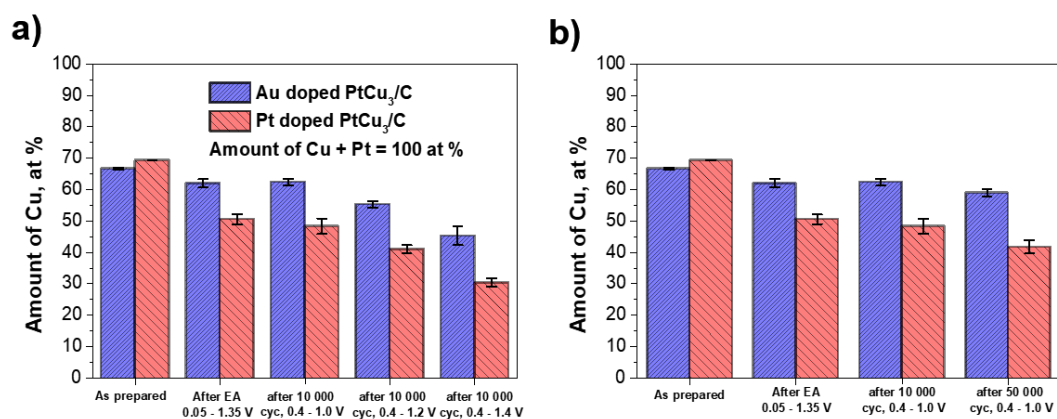 a)
Amount of Cu, at %
100
90
80
70
60
50
40
30
20
10
0
Au doped PtCu₃/C
Pt doped PtCu₃/C
Amount of Cu + Pt = 100 at %
As prepared
After EA
0.05 - 1.35 V
after 10 000
cyc, 0.4 - 1.0 V
after 10 000
cyc, 0.4 - 1.2 V
after 10 000
cyc, 0.4 - 1.4 V
b)
Amount of Cu, at %
100
90
80
70
60
50
40
30
20
10
0
As prepared
After EA
0.05 - 1.35 V
after 10 000
cyc, 0.4 - 1.0 V
after 50 000
cyc, 0.4 - 1.0 V